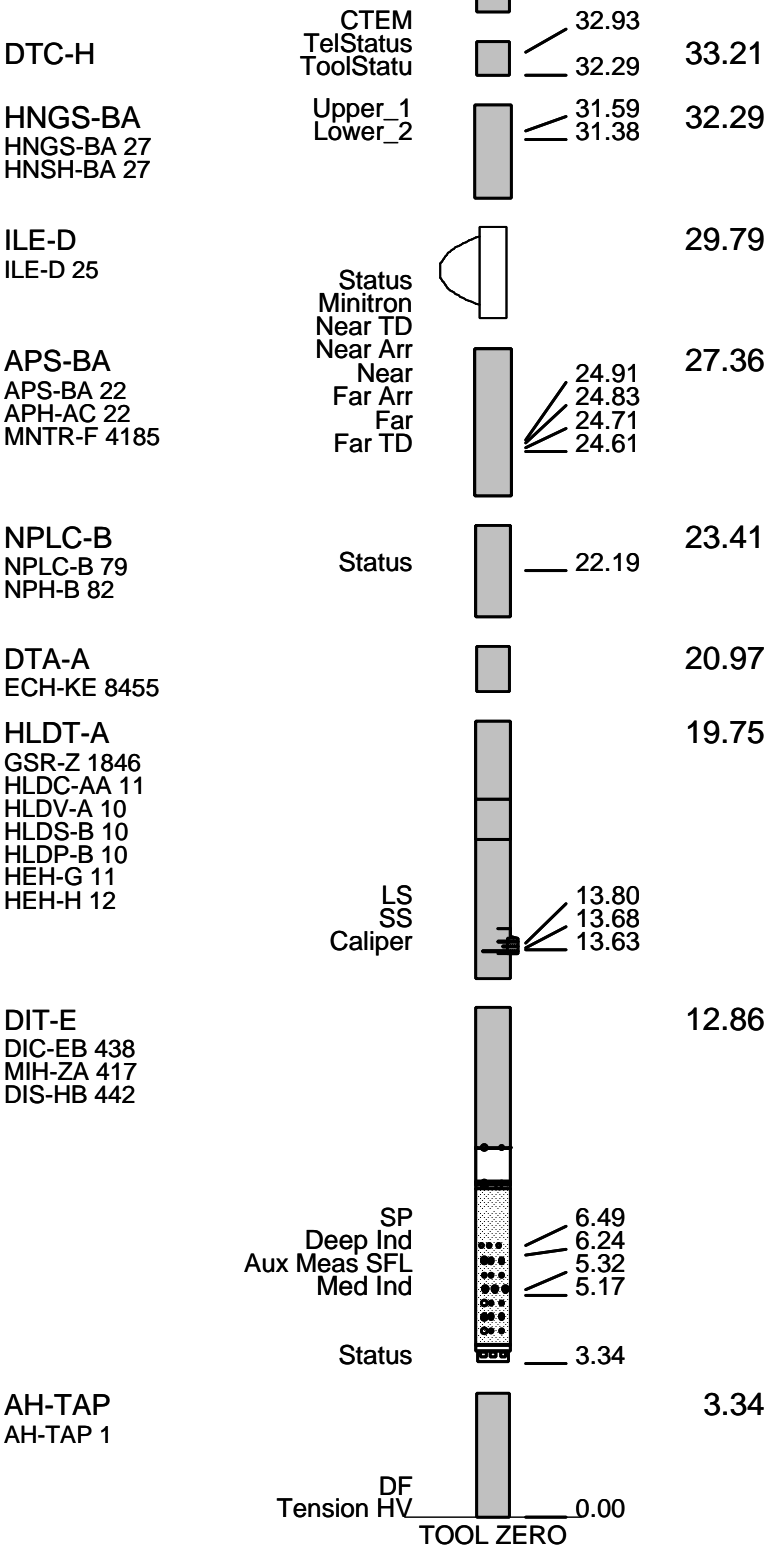 CTEM 32.93
DTC-H TelStatus 33.21
ToolStatu 32.29
HNGS-BA Upper_1 31.59 32.29
HNGS-BA 27 Lower_2 31.38
HNSH-BA 27
ILE-D 29.79
ILE-D 25 Status
Minitron
Near TD
APS-BA Near Arr 27.36
APS-BA 22 Near 24.91
APH-AC 22 Far Arr 24.83
MNTR-F 4185 Far 24.71
Far TD 24.61
NPLC-B 23.41
NPLC-B 79 Status 22.19
NPH-B 82
DTA-A 20.97
ECH-KE 8455
HLDT-A 19.75
GSR-Z 1846
HLDC-AA 11
HLDV-A 10
HLDS-B 10
HLDP-B 10
HEH-G 11
HEH-H 12 LS 13.80
SS 13.68
Caliper 13.63
DIT-E 12.86
DIC-EB 438
MIH-ZA 417
DIS-HB 442
SP 6.49
Deep Ind 6.24
Aux Meas SFL 5.32
Med Ind 5.17
Status 3.34
AH-TAP 3.34
AH-TAP 1
DF
Tension HV 0.00
TOOL ZERO